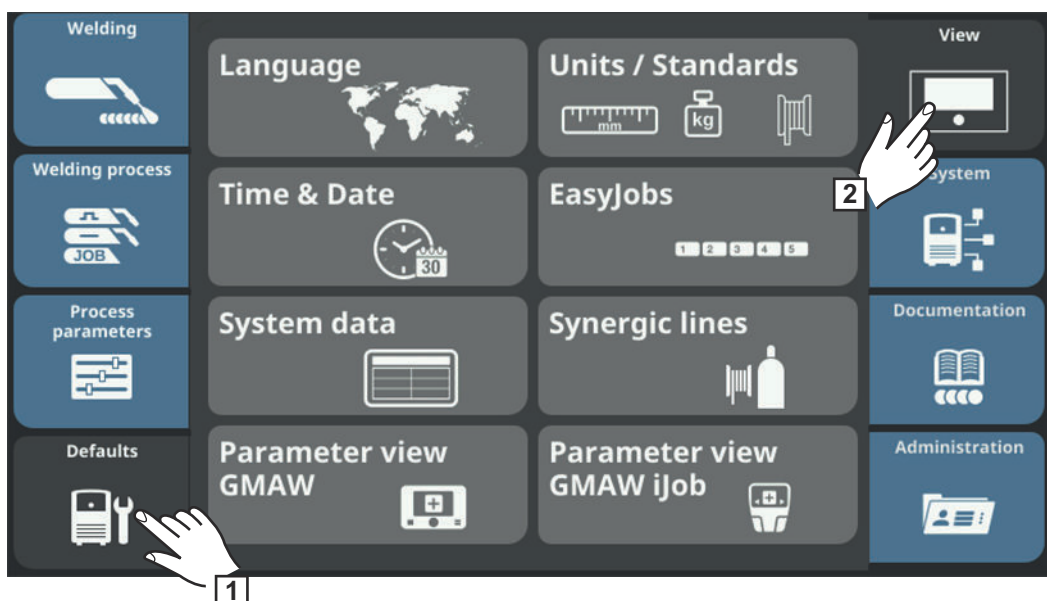 Welding
Language
Units / Standards
View
mm
kg
Welding process
Time & Date
EasyJobs
2
System
JOB
30
1 2 3 4 5
Process
parameters
System data
Synergic lines
Documentation
Defaults
Parameter view
GMAW
Parameter view
GMAW iJob
Administration
1